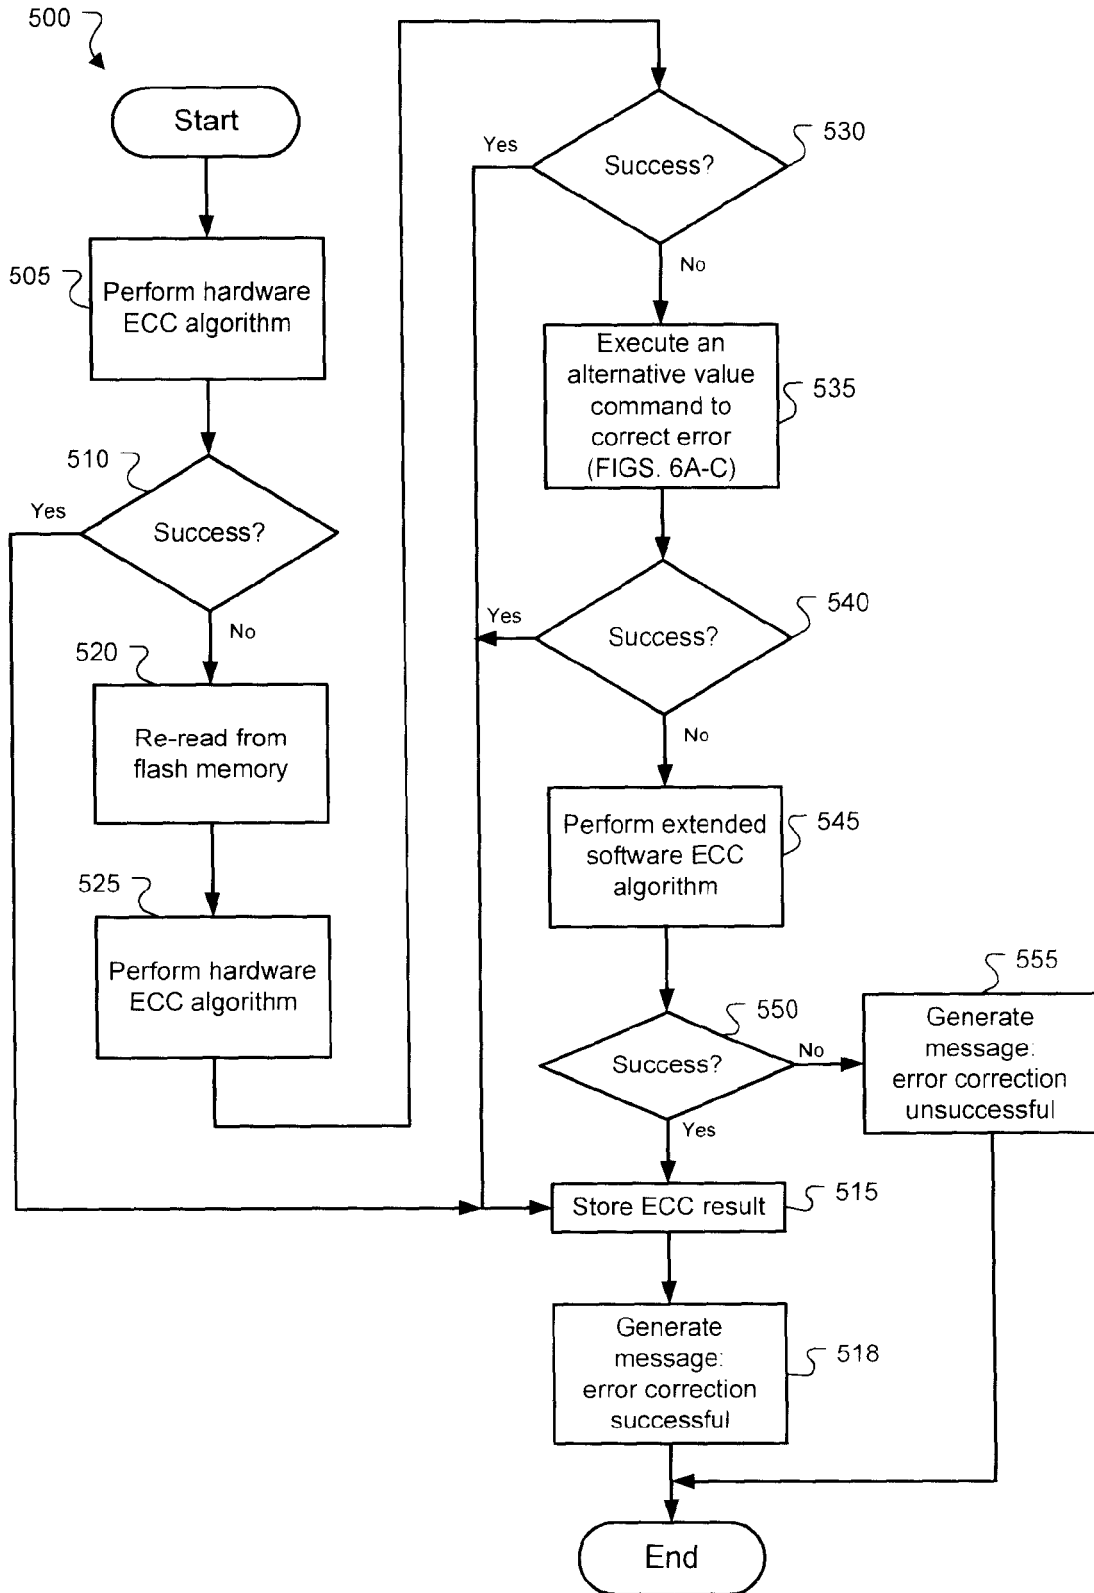 500
Start
505
Perform hardware
ECC algorithm
510
Yes
Success?
No
520
Re-read from
flash memory
525
Perform hardware
ECC algorithm
530
Yes
Success?
No
Execute an
alternative value
command to
correct error
(FIGS. 6A-C)
535
540
Yes
Success?
No
Perform extended
software ECC
algorithm
545
550
Success?
No
Yes
555
Generate
message:
error correction
unsuccessful
Store ECC result
515
Generate
message:
error correction
successful
518
End